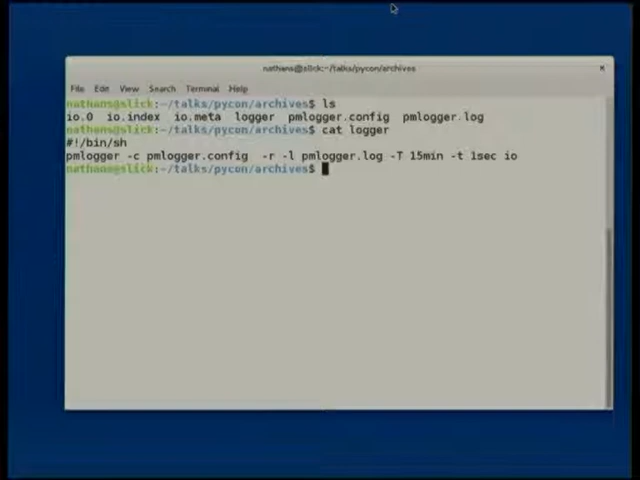 nathans@slick:~/talks/pycon/archives
File Edit View Search Terminal Help
nathans@slick:~/talks/pycon/archives$ ls
io.0 io.index io.meta logger pmlogger.config pmlogger.log
nathans@slick:~/talks/pycon/archives$ cat logger
#!/bin/sh
pmlogger -c pmlogger.config -r -l pmlogger.log -T 15min -t 1sec io
nathans@slick:~/talks/pycon/archives$